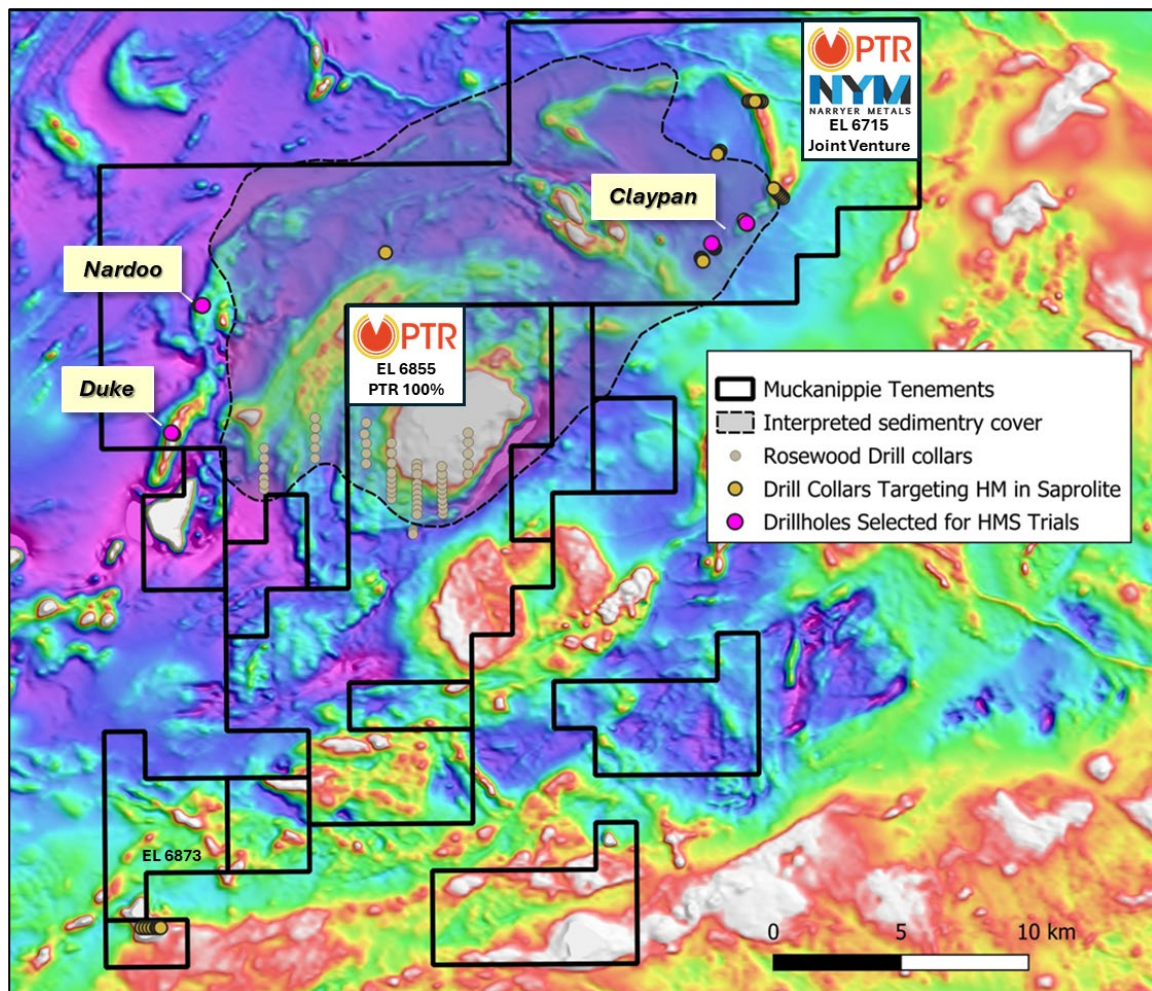 PTR
NYM
NARRYER METALS
EL 6715
Joint Venture
Claypan
Nardoo
PTR
EL 6855
PTR 100%
Duke
Muckanippie Tenements
Interpreted sedimentry cover
Rosewood Drill collars
Drill Collars Targeting HM in Saprolite
Drillholes Selected for HMS Trials
EL 6873
0 5 10 km